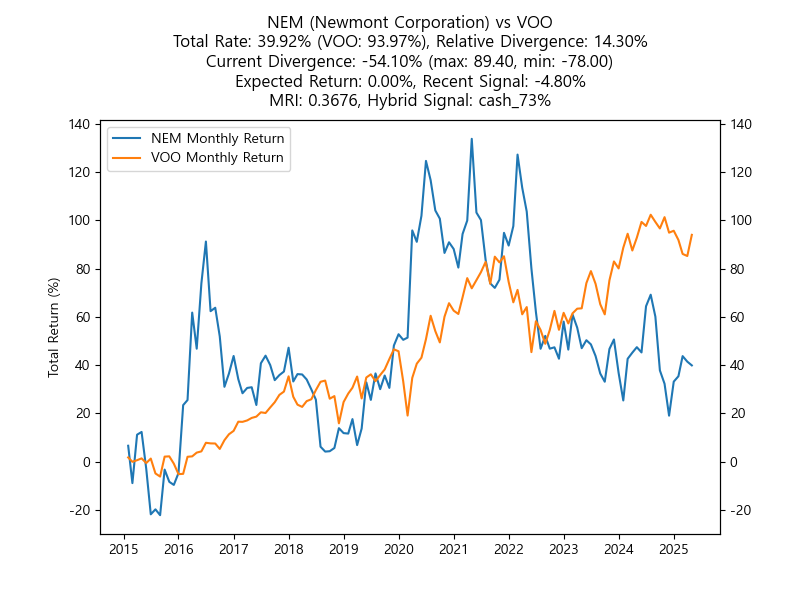 NEM (Newmont Corporation) vs VOO
Total Rate: 39.92% (VOO: 93.97%), Relative Divergence: 14.30%
Current Divergence: -54.10% (max: 89.40, min: -78.00)
Expected Return: 0.00%, Recent Signal: -4.80%
MRI: 0.3676, Hybrid Signal: cash_73%
NEM Monthly Return
VOO Monthly Return
Total Return (%)
140
120
100
80
60
40
20
0
-20
140
120
100
80
60
40
20
0
-20
2015 2016 2017 2018 2019 2020 2021 2022 2023 2024 2025